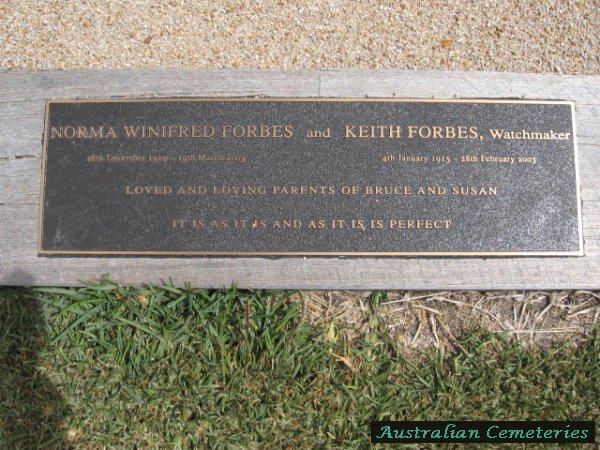 NORMA WINIFRED FORBES and KEITH FORBES, Watchmaker
28th December 1919 - 19th March 2003 4th January 1915 - 28th February 2003
LOVED AND LOVING PARENTS OF BRUCE AND SUSAN
IT IS AS IT IS AND AS IT IS IS PERFECT
Australian Cemeteries